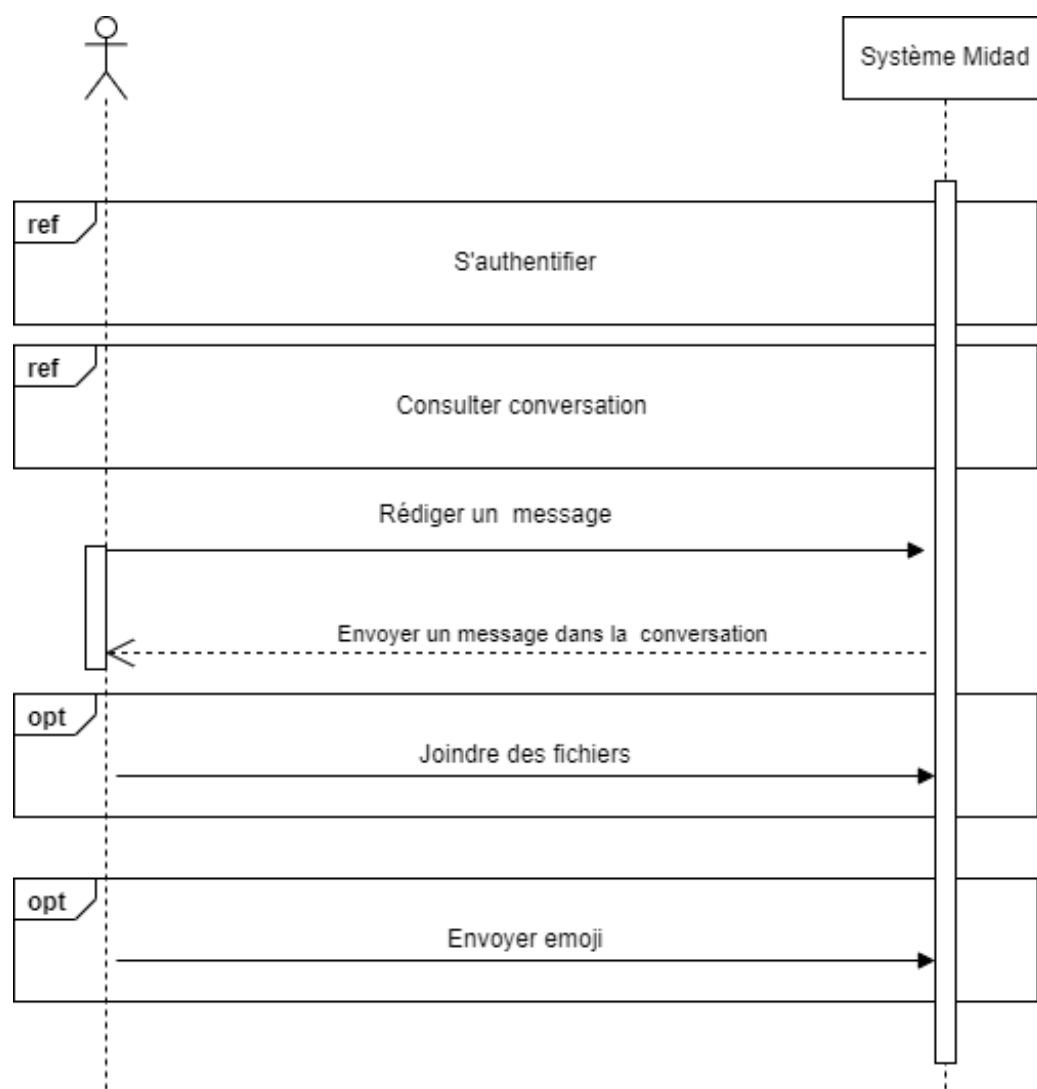 Système Midad
ref
S'authentifier
ref
Consulter conversation
Rédiger un  message
Envoyer un message dans la  conversation
opt
Joindre des fichiers
opt
Envoyer emoji